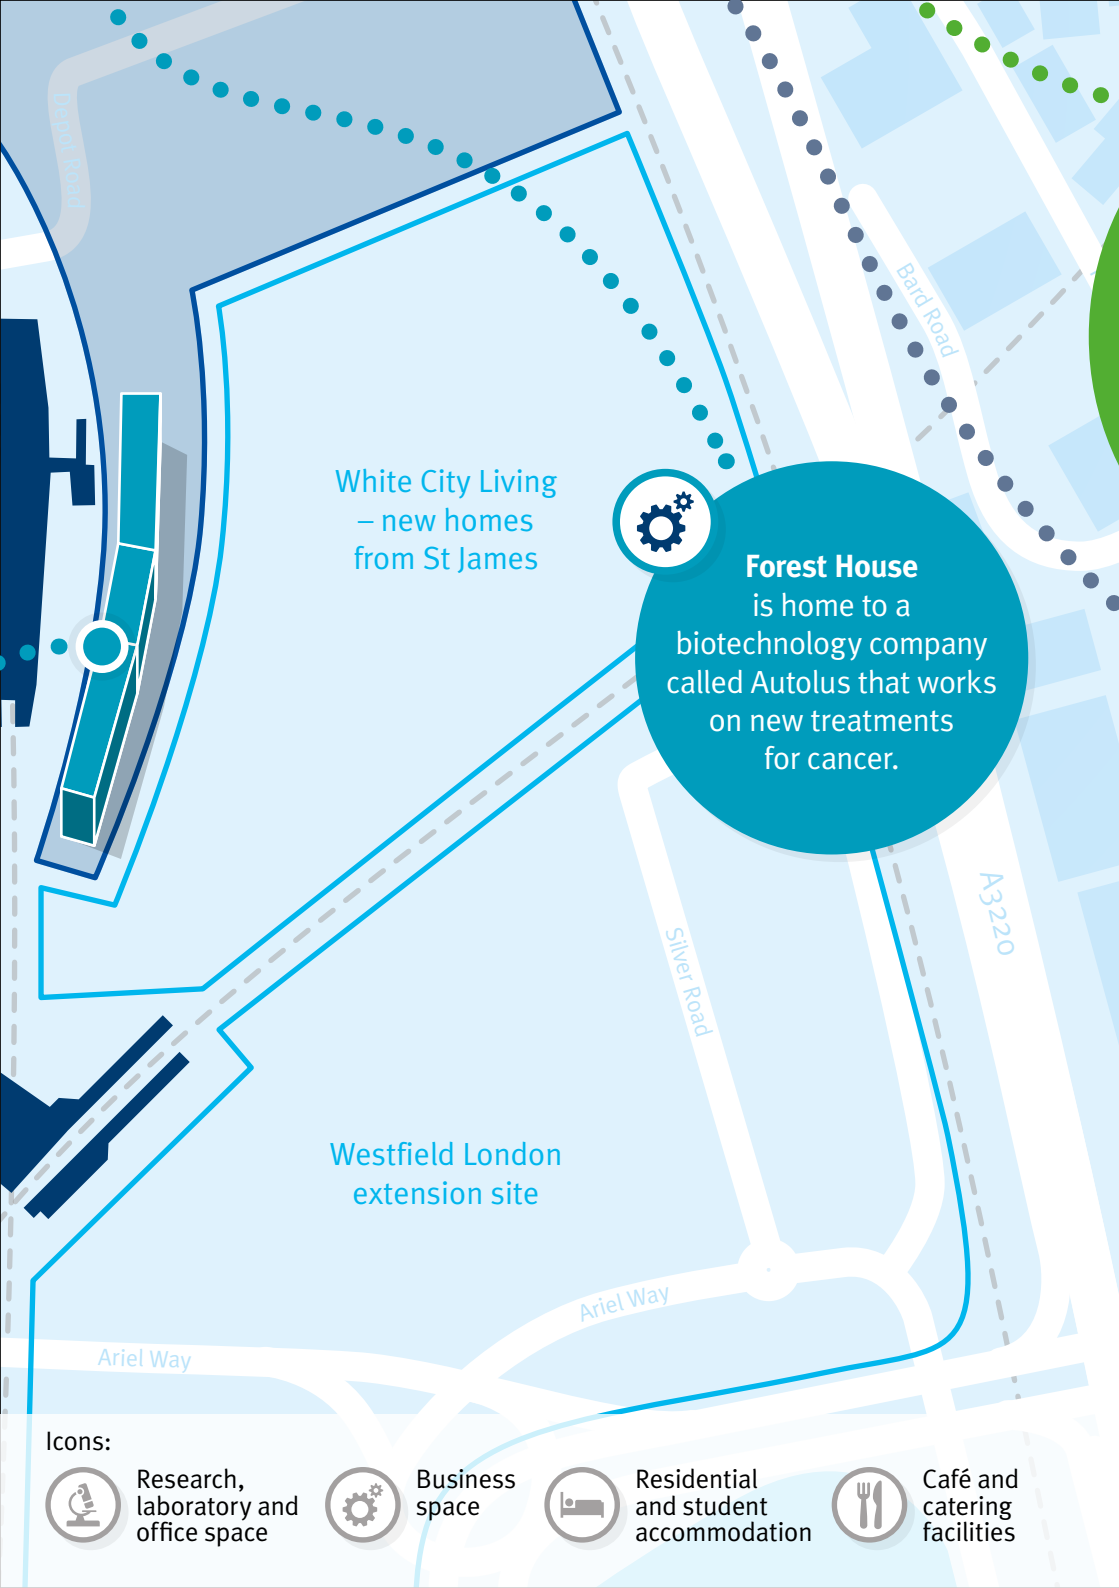 Depot Road
Bard Road
White City Living
– new homes
from St James
Forest House
is home to a
biotechnology company
called Autolus that works
on new treatments
for cancer.
A3220
Silver Road
Westfield London
extension site
Ariel Way
Ariel Way
Icons:
Research,
laboratory and
office space
Business
space
Residential
and student
accommodation
Café and
catering
facilities